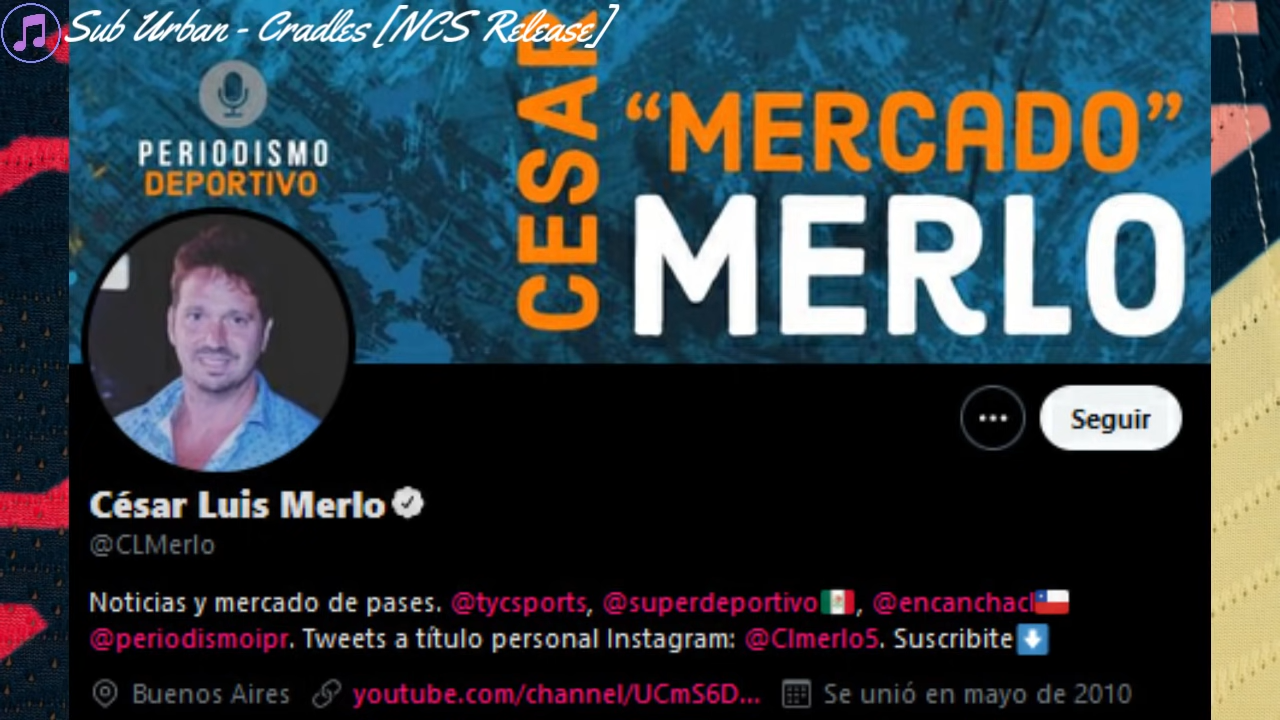 Sub Urban - Cradles [NCS Release]
PERIODISMO
DEPORTIVO
CESAR
“MERCADO”
MERLO
Seguir
César Luis Merlo
@CLMerlo
Noticias y mercado de pases. @tycsports, @superdeportivo🇲🇽, @encanchacl🇨🇱
@periodismoipr. Tweets a título personal Instagram: @Clmerlo5. Suscribite⬇️
Buenos Aires youtube.com/channel/UCmS6D... Se unió en mayo de 2010